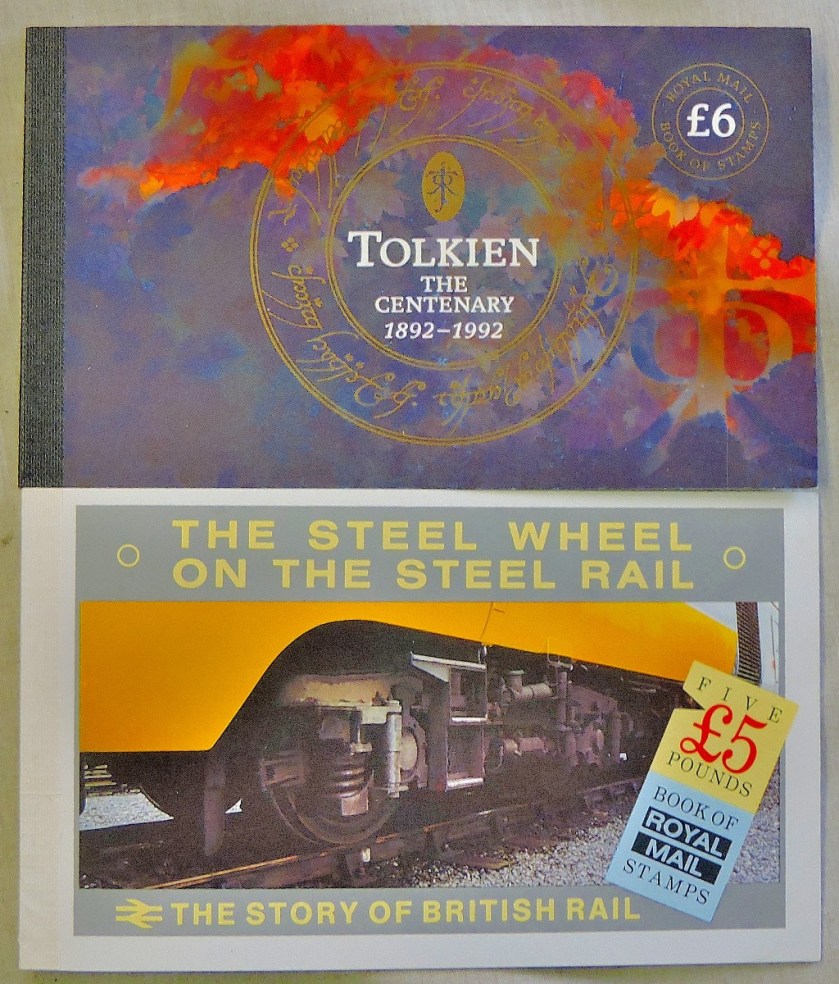 ROYAL MAIL
£6
BOOK OF STAMPS
TOLKIEN
THE
CENTENARY
1892–1992
THE STEEL WHEEL
ON THE STEEL RAIL
FIVE
£5
POUNDS
BOOK OF
ROYAL
MAIL
STAMPS
THE STORY OF BRITISH RAIL